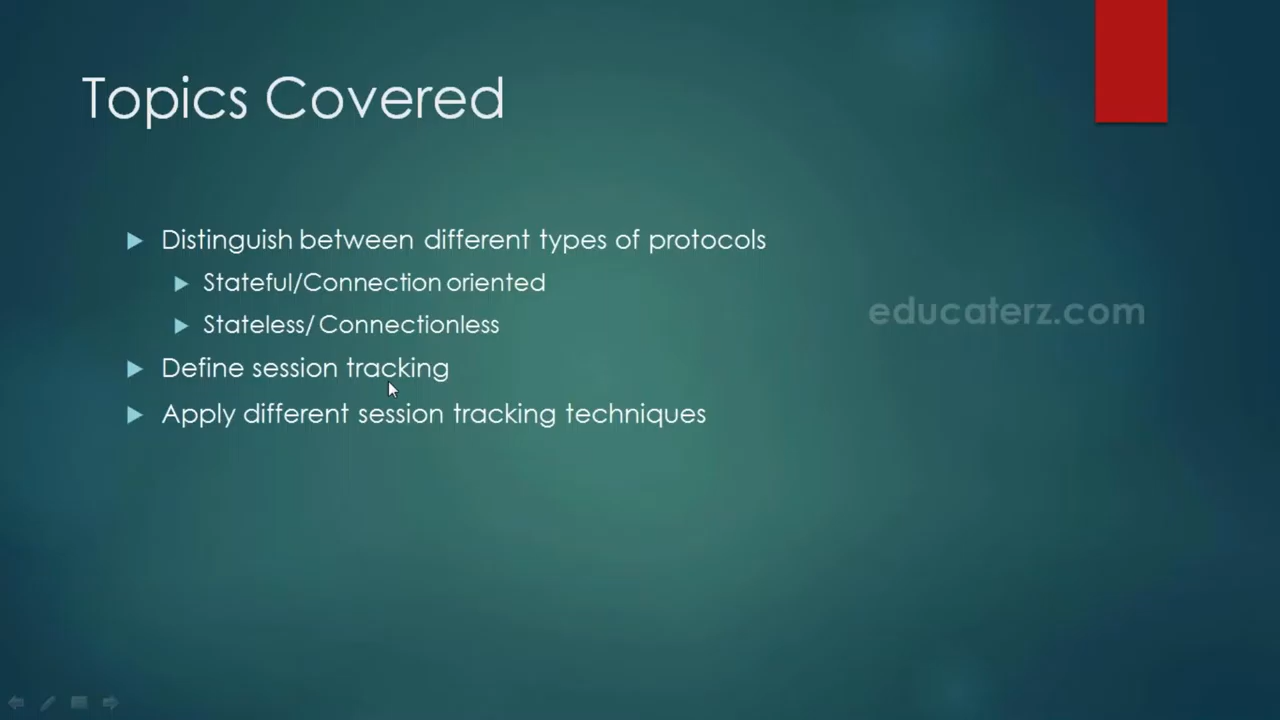 Topics Covered
Distinguish between different types of protocols
Stateful/Connection oriented
educaterz.com
Stateless/ Connectionless
Define session tracking
Apply different session tracking techniques